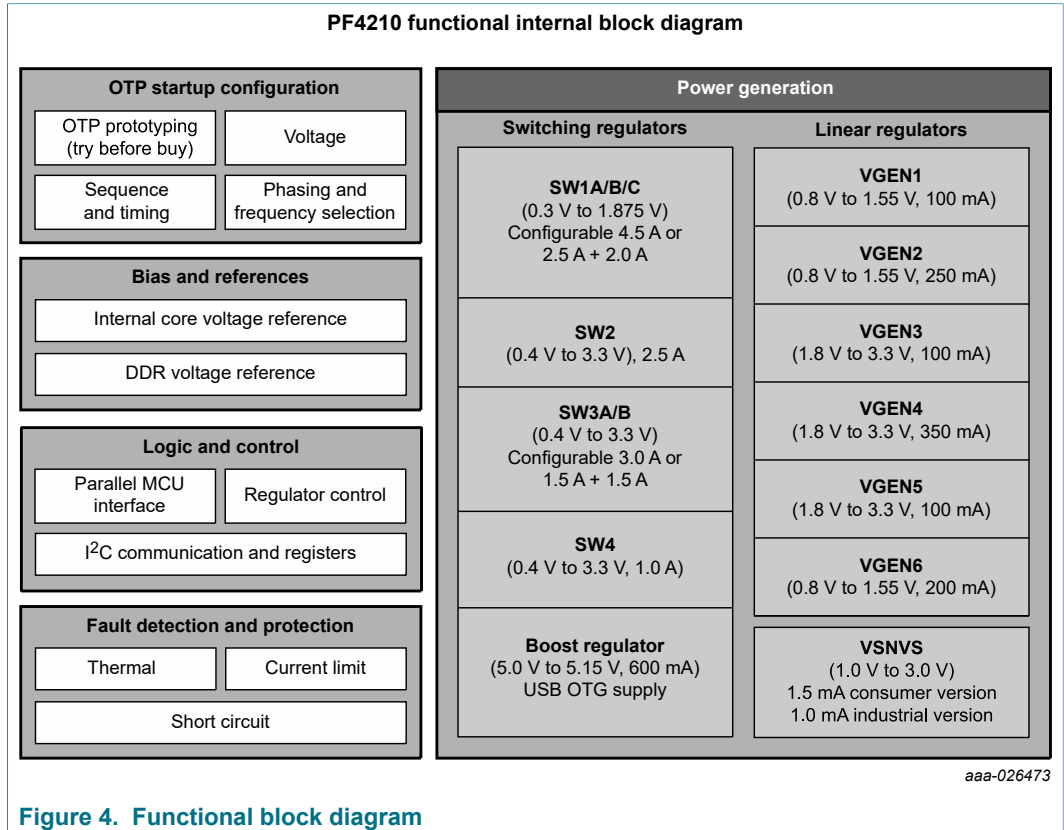 PF4210 functional internal block diagram
OTP startup configuration
OTP prototyping
(try before buy)
Voltage
Sequence
and timing
Phasing and
frequency selection
Bias and references
Internal core voltage reference
DDR voltage reference
Logic and control
Parallel MCU
interface
Regulator control
I2C communication and registers
Fault detection and protection
Thermal
Current limit
Short circuit
Power generation
Switching regulators
SW1A/B/C
(0.3 V to 1.875 V)
Configurable 4.5 A or
2.5 A + 2.0 A
SW2
(0.4 V to 3.3 V), 2.5 A
SW3A/B
(0.4 V to 3.3 V)
Configurable 3.0 A or
1.5 A + 1.5 A
SW4
(0.4 V to 3.3 V, 1.0 A)
Boost regulator
(5.0 V to 5.15 V, 600 mA)
USB OTG supply
Linear regulators
VGEN1
(0.8 V to 1.55 V, 100 mA)
VGEN2
(0.8 V to 1.55 V, 250 mA)
VGEN3
(1.8 V to 3.3 V, 100 mA)
VGEN4
(1.8 V to 3.3 V, 350 mA)
VGEN5
(1.8 V to 3.3 V, 100 mA)
VGEN6
(0.8 V to 1.55 V, 200 mA)
VSNVS
(1.0 V to 3.0 V)
1.5 mA consumer version
1.0 mA industrial version
aaa-026473
Figure 4. Functional block diagram